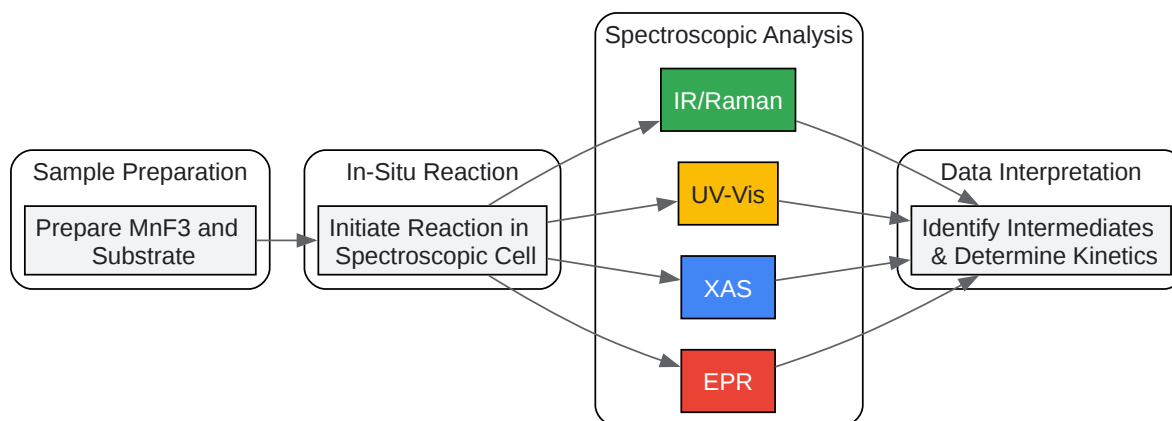 Sample Preparation
Prepare MnF3 and
Substrate
In-Situ Reaction
Initiate Reaction in
Spectroscopic Cell
Spectroscopic Analysis
IR/Raman
UV-Vis
XAS
EPR
Data Interpretation
Identify Intermediates
& Determine Kinetics